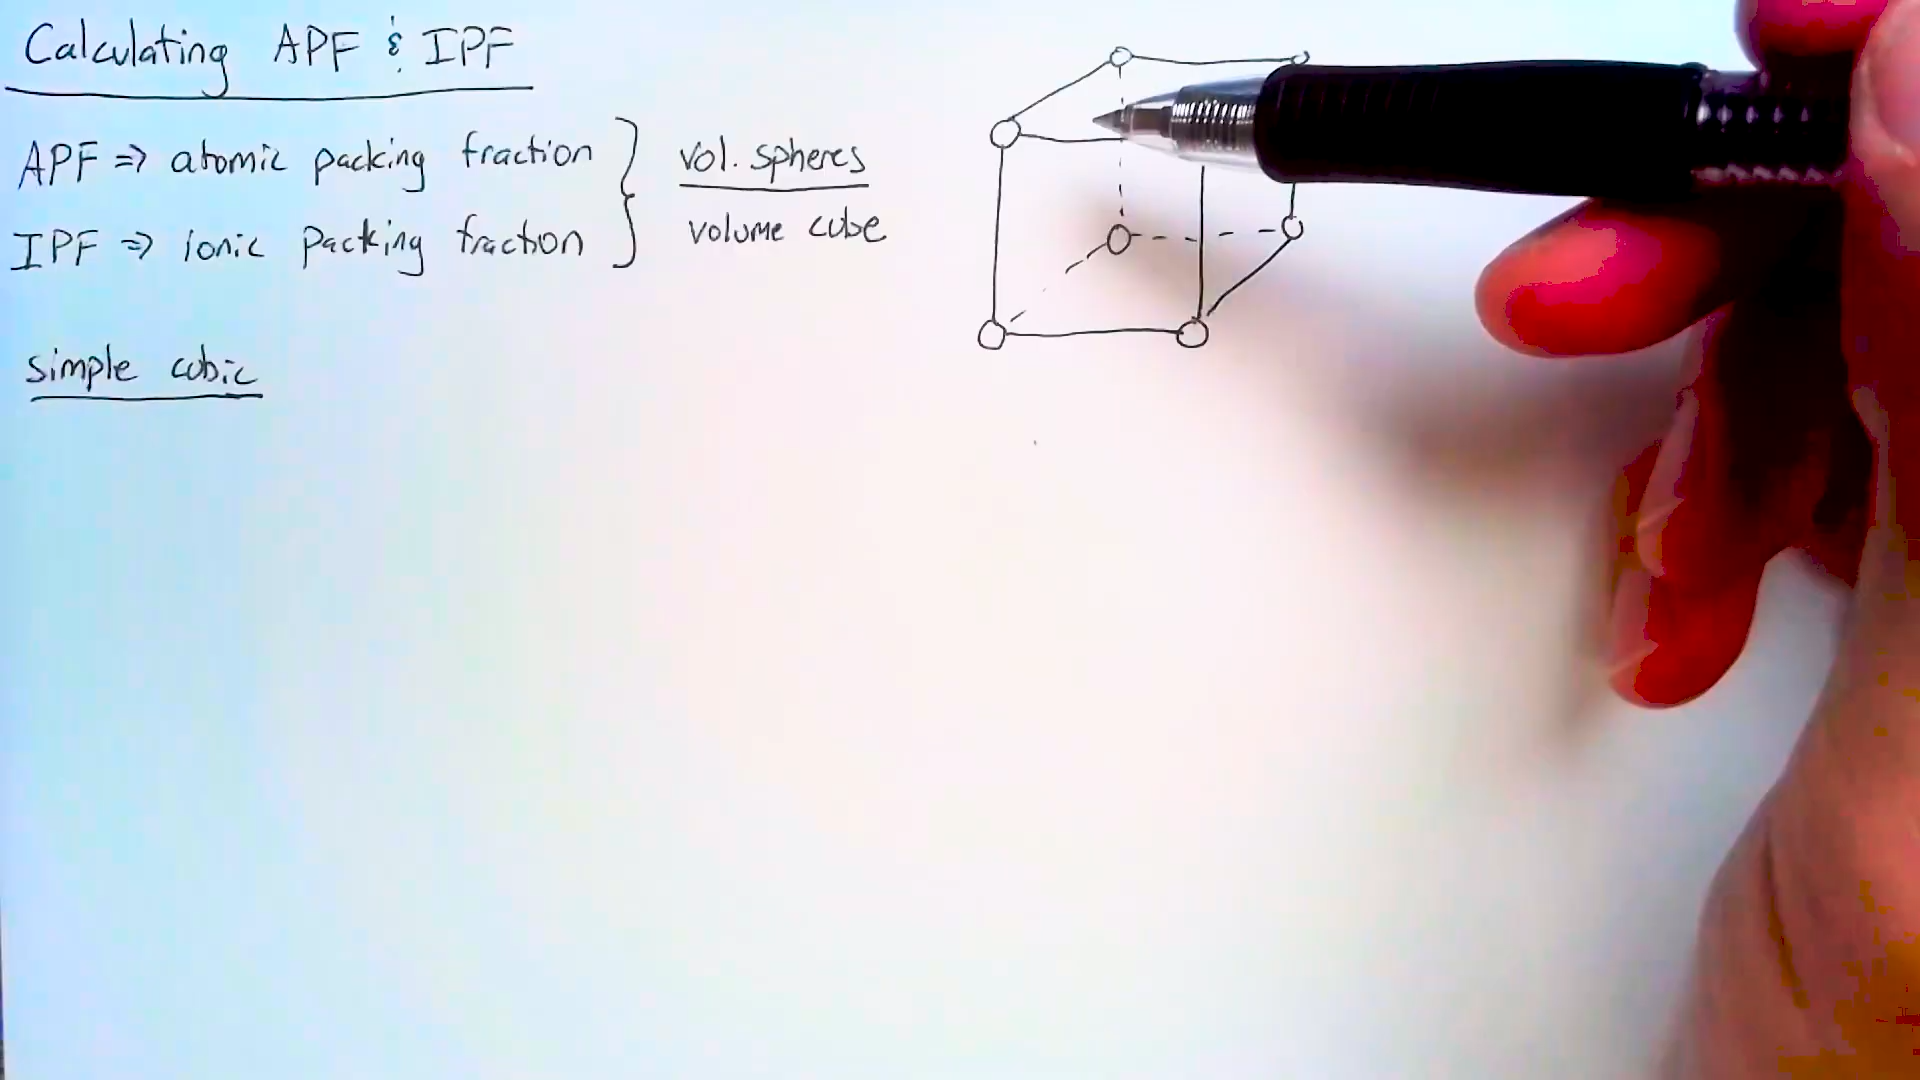 Calculating APF & IPF
APF ⇒ atomic packing fraction
IPF ⇒ ionic packing fraction
vol. spheres
volume cube
simple cubic